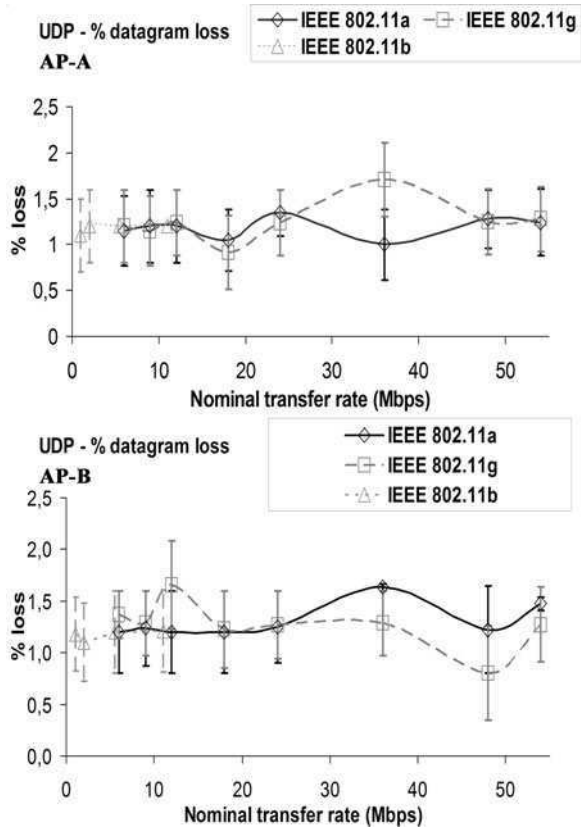 UDP - % datagram loss
AP-A
IEEE 802.11a
IEEE 802.11g
IEEE 802.11b
2,5
2
1,5
1
0,5
0
% loss
0 10 20 30 40 50
Nominal transfer rate (Mbps)
UDP - % datagram loss
AP-B
IEEE 802.11a
IEEE 802.11g
IEEE 802.11b
2,5
2,0
1,5
1,0
0,5
0,0
% loss
0 10 20 30 40 50
Nominal transfer rate (Mbps)